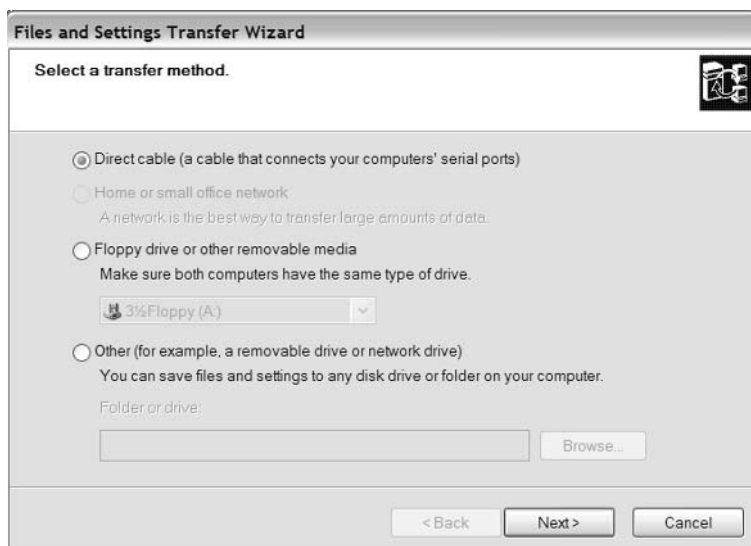 Files and Settings Transfer Wizard
Select a transfer method.
Direct cable (a cable that connects your computers' serial ports)
Home or small office network
A network is the best way to transfer large amounts of data.
Floppy drive or other removable media
Make sure both computers have the same type of drive.
3½Floppy (A:)
Other (for example, a removable drive or network drive)
You can save files and settings to any disk drive or folder on your computer.
Folder or drive:
Browse...
< Back Next > Cancel